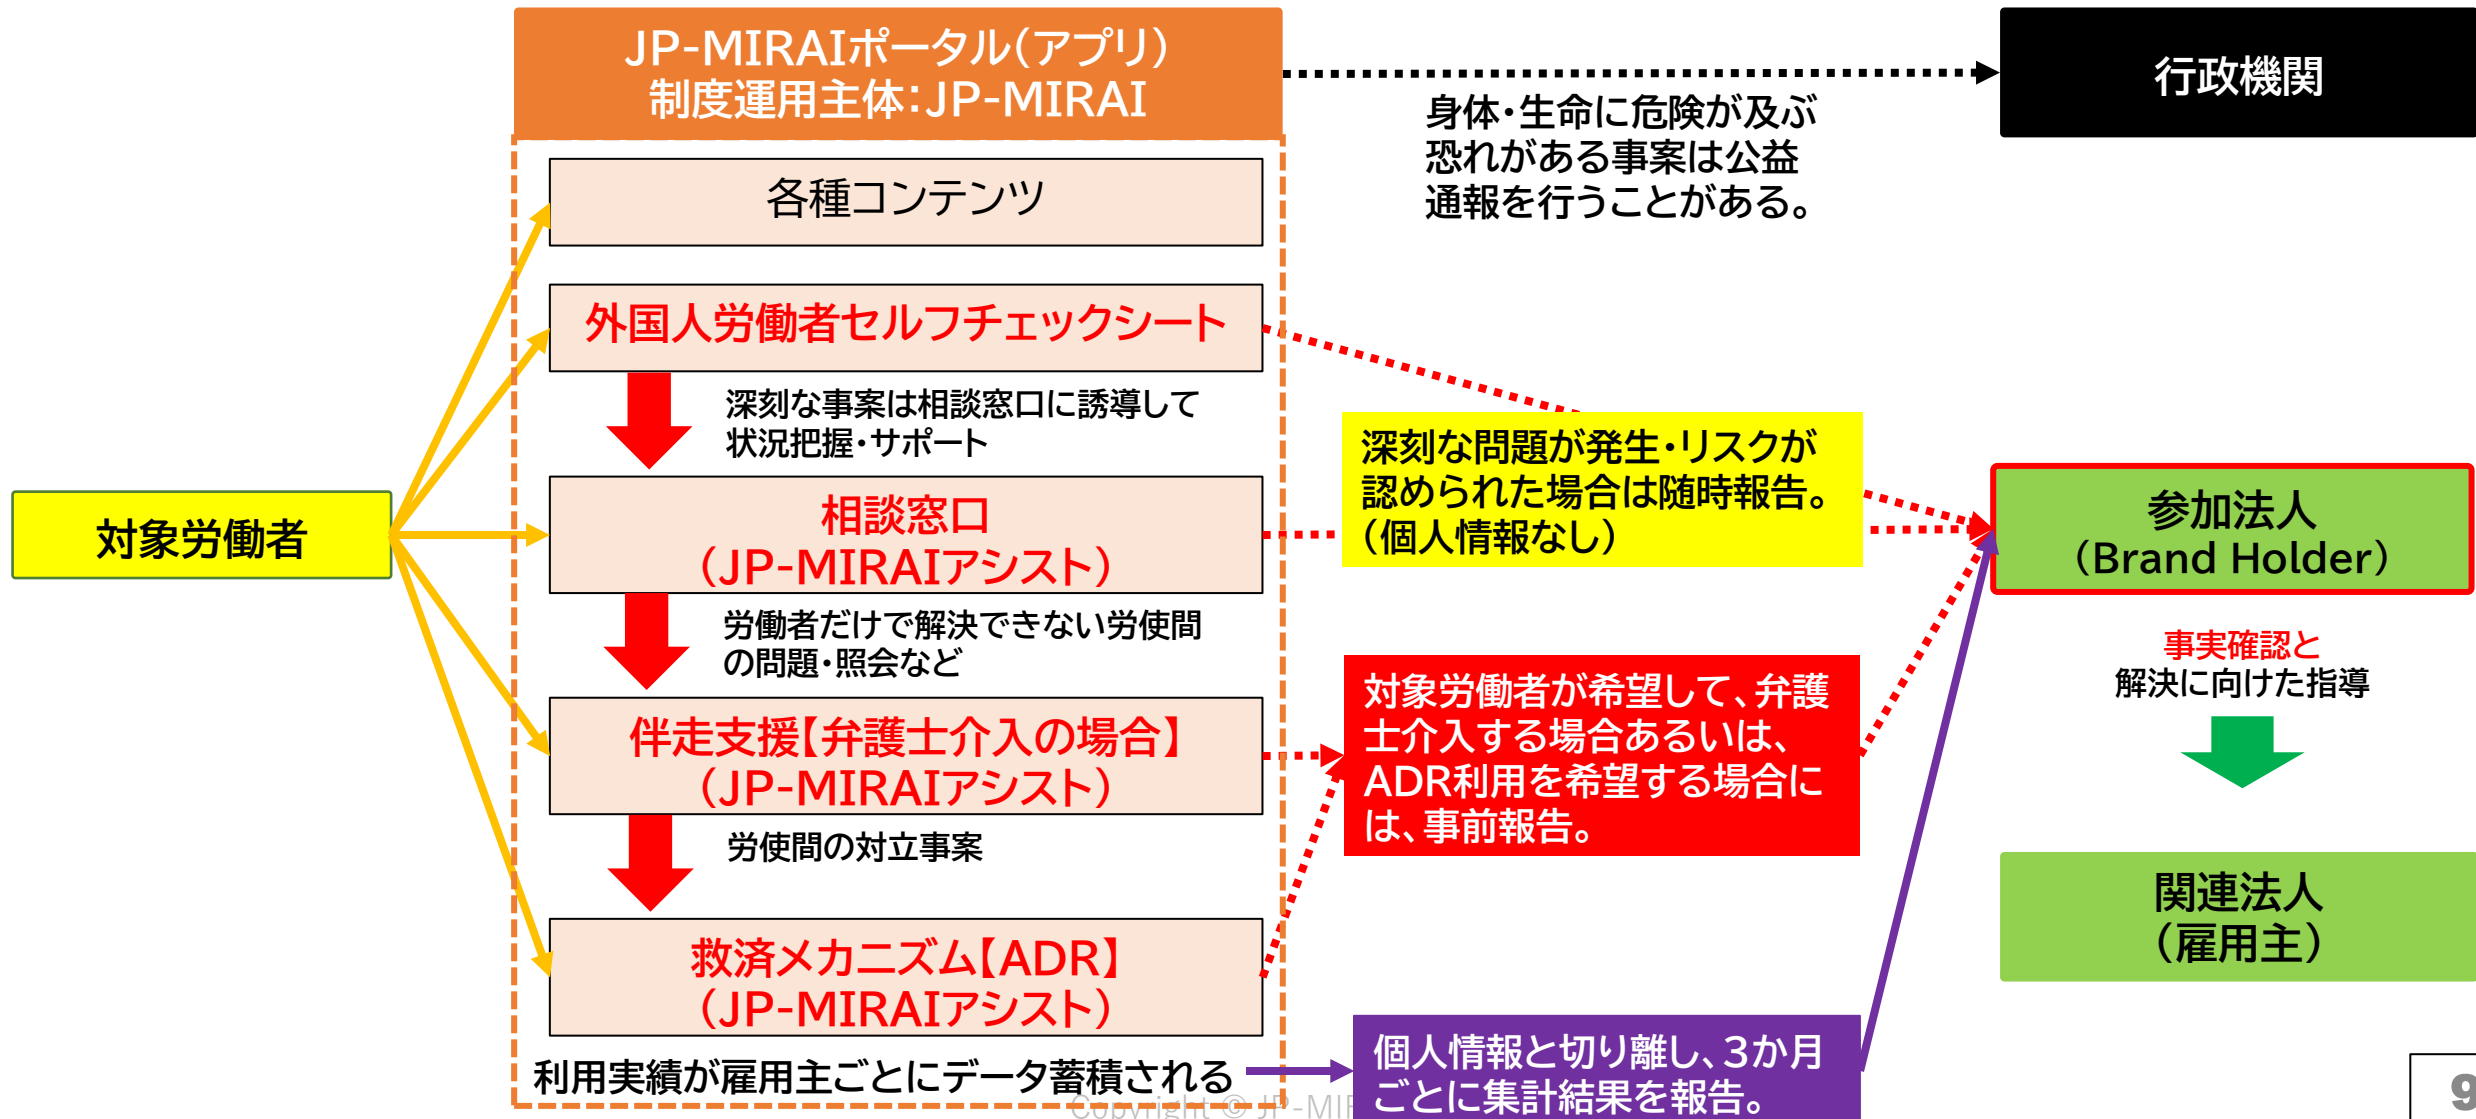 JP-MIRAIポータル(アプリ)
制度運用主体:JP-MIRAI
行政機関
身体・生命に危険が及ぶ
恐れがある事案は公益
通報を行うことがある。
各種コンテンツ
外国人労働者セルフチェックシート
深刻な事案は相談窓口に誘導して
状況把握・サポート
深刻な問題が発生・リスクが
認められた場合は随時報告。
(個人情報なし)
対象労働者
相談窓口
(JP-MIRAIアシスト)
参加法人
(Brand Holder)
労働者だけで解決できない労使間
の問題・照会など
事実確認と
解決に向けた指導
伴走支援【弁護士介入の場合】
(JP-MIRAIアシスト)
対象労働者が希望して、弁護
士介入する場合あるいは、
ADR利用を希望する場合に
は、事前報告。
労使間の対立事案
関連法人
(雇用主)
救済メカニズム【ADR】
(JP-MIRAIアシスト)
利用実績が雇用主ごとにデータ蓄積される
個人情報と切り離し、3か月
ごとに集計結果を報告。
Copyright © JP-MI
9